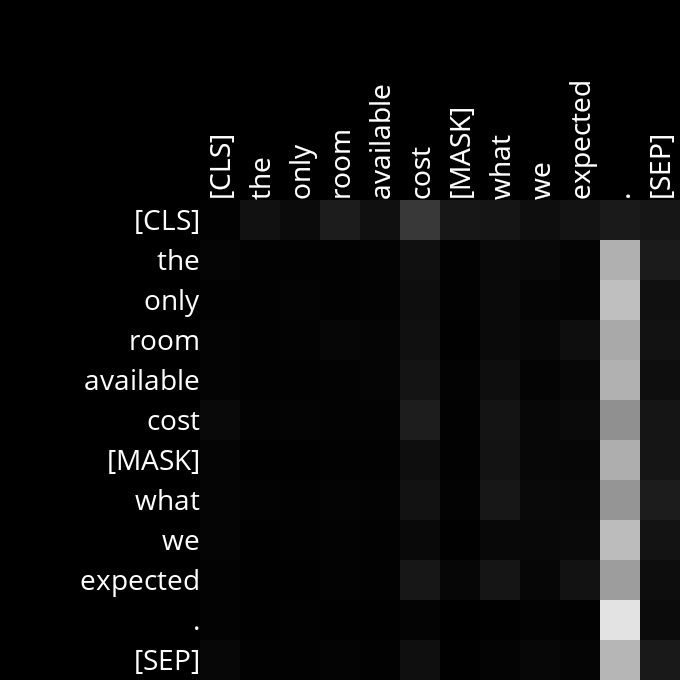 [CLS] the only room available cost [MASK] what we expected . [SEP]
[CLS]
the
only
room
available
cost
[MASK]
what
we
expected
.
[SEP]